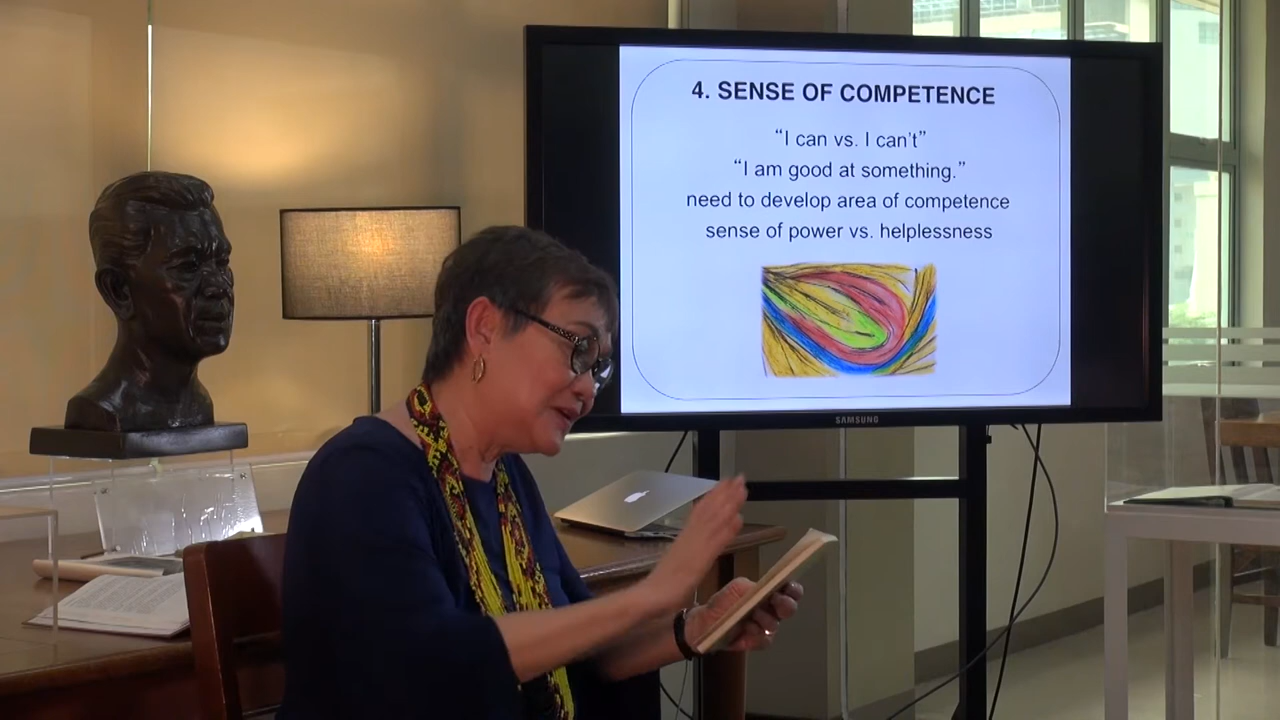 4. SENSE OF COMPETENCE
“I can vs. I can’t”
“I am good at something.”
need to develop area of competence
sense of power vs. helplessness
SAMSUNG